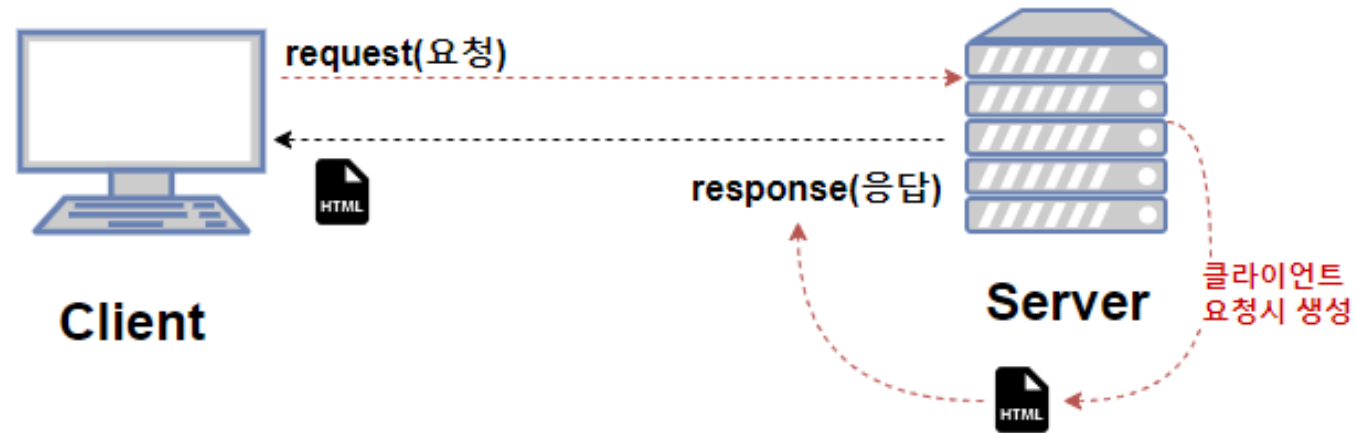 request(요청)
HTML
response(응답)
Client
Server
클라이언트
요청시 생성
HTML